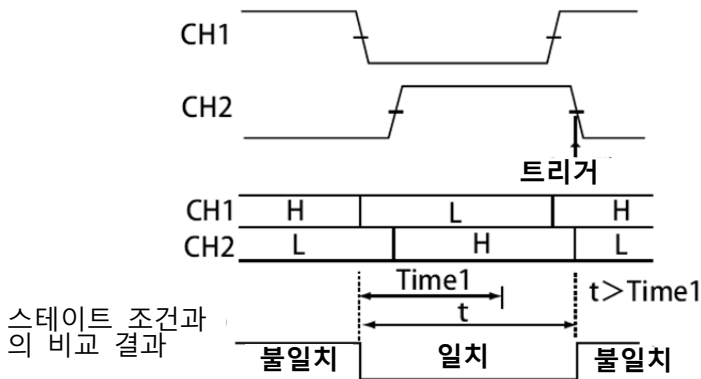 CH1
CH2
트리거
CH1 H L H
CH2 L H L
Time1
t>Time1
t
스테이트 조건과
의 비교 결과
불일치 일치 불일치